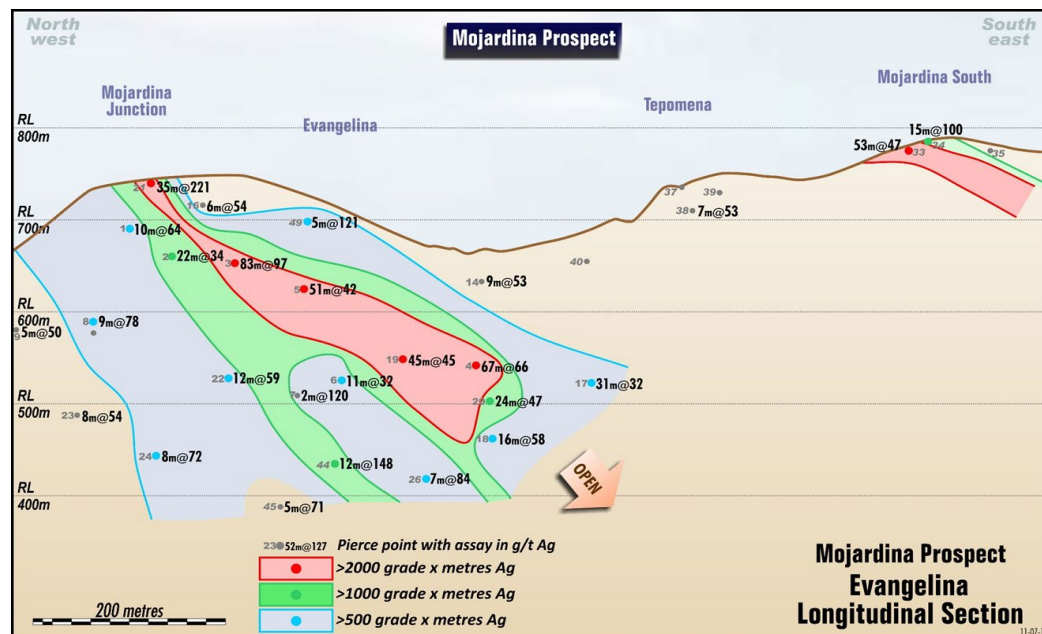 North
west
Mojardina Prospect
South
east
Mojardina South
Mojardina
Junction
Evangelina
Tepomena
RL
800m
15m@100
53m@47
33
34
35
21
35m@221
16
6m@54
37
39
38
7m@53
RL
700m
10m@64
49
5m@121
22m@34
83m@97
40
14
9m@53
51m@42
RL
600m
8
9m@78
5m@50
19
45m@45
4
67m@66
22
12m@59
6
11m@32
17
31m@32
7
2m@120
24m@47
RL
500m
23
8m@54
18
16m@58
24
8m@72
44
12m@148
26
7m@84
OPEN
RL
400m
45
5m@71
23
52m@127
Pierce point with assay in g/t Ag
>2000 grade x metres Ag
>1000 grade x metres Ag
>500 grade x metres Ag
200 metres
Mojardina Prospect
Evangelina
Longitudinal Section